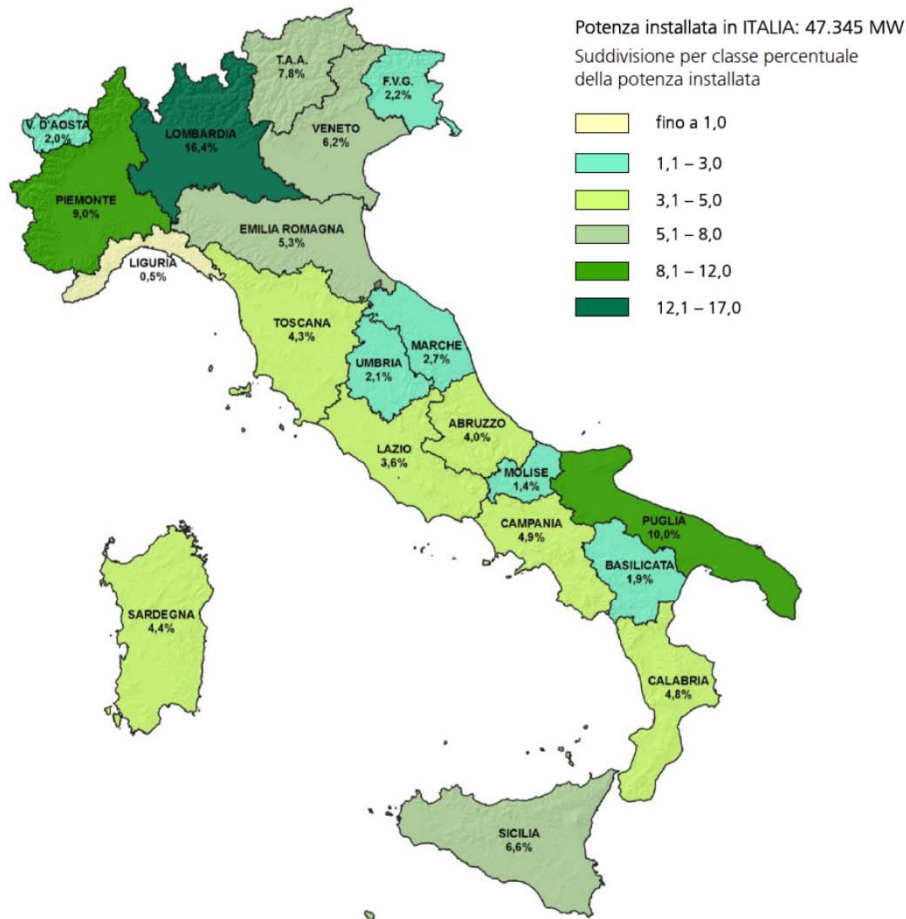 Potenza installata in ITALIA: 47.345 MW
Suddivisione per classe percentuale
della potenza installata
fino a 1,0
1,1 – 3,0
3,1 – 5,0
5,1 – 8,0
8,1 – 12,0
12,1 – 17,0
T.A.A.
7,8%
F.V.G.
2,2%
V. D'AOSTA
2,0%
LOMBARDIA
16,4%
VENETO
6,2%
PIEMONTE
9,0%
EMILIA ROMAGNA
5,3%
LIGURIA
0,5%
TOSCANA
4,3%
MARCHE
2,7%
UMBRIA
2,1%
ABRUZZO
4,0%
LAZIO
3,6%
MOLISE
1,4%
CAMPANIA
4,9%
PUGLIA
10,0%
BASILICATA
1,9%
SARDEGNA
4,4%
CALABRIA
4,8%
SICILIA
6,6%